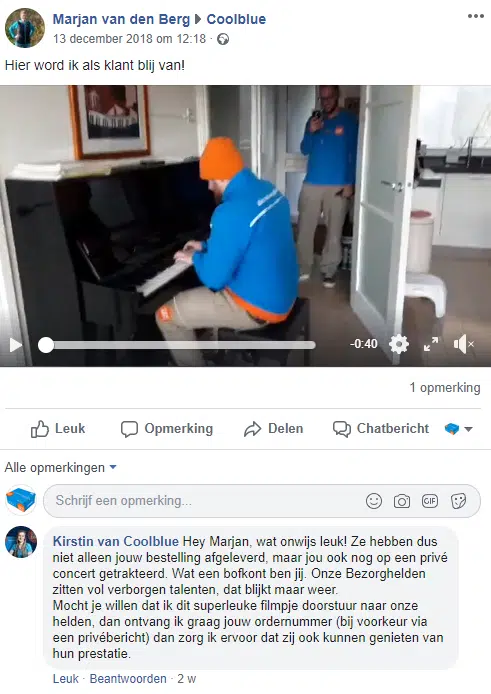 Marjan van den Berg ▸ Coolblue
13 december 2018 om 12:18 ·
Hier word ik als klant blij van!
-0:40
1 opmerking
Leuk Opmerking Delen Chatbericht
Alle opmerkingen
Schrijf een opmerking...
GIF
Kirstin van Coolblue Hey Marjan, wat onwijs leuk! Ze hebben dus
niet alleen jouw bestelling afgeleverd, maar jou ook nog op een privé
concert getrakteerd. Wat een bofkont ben jij. Onze Bezorghelden
zitten vol verborgen talenten, dat blijkt maar weer.
Mocht je willen dat ik dit superleuke filmpje doorstuur naar onze
helden, dan ontvang ik graag jouw ordernummer (bij voorkeur via
een privébericht) dan zorg ik ervoor dat zij ook kunnen genieten van
hun prestatie.
Leuk · Beantwoorden · 2 w